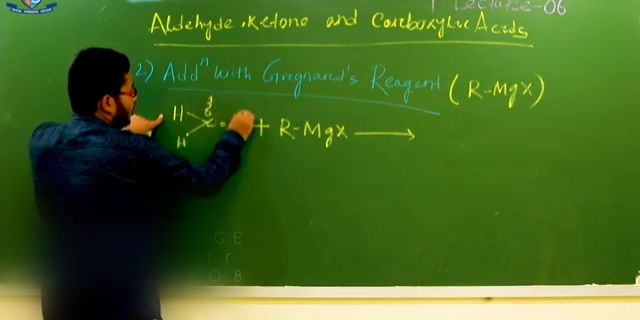 Lecture-06
Aldehyde, Ketone and Carboxylic Acids
2) Addⁿ with Grignard's Reagent (R-MgX)
H
C + R-MgX ⟶
H